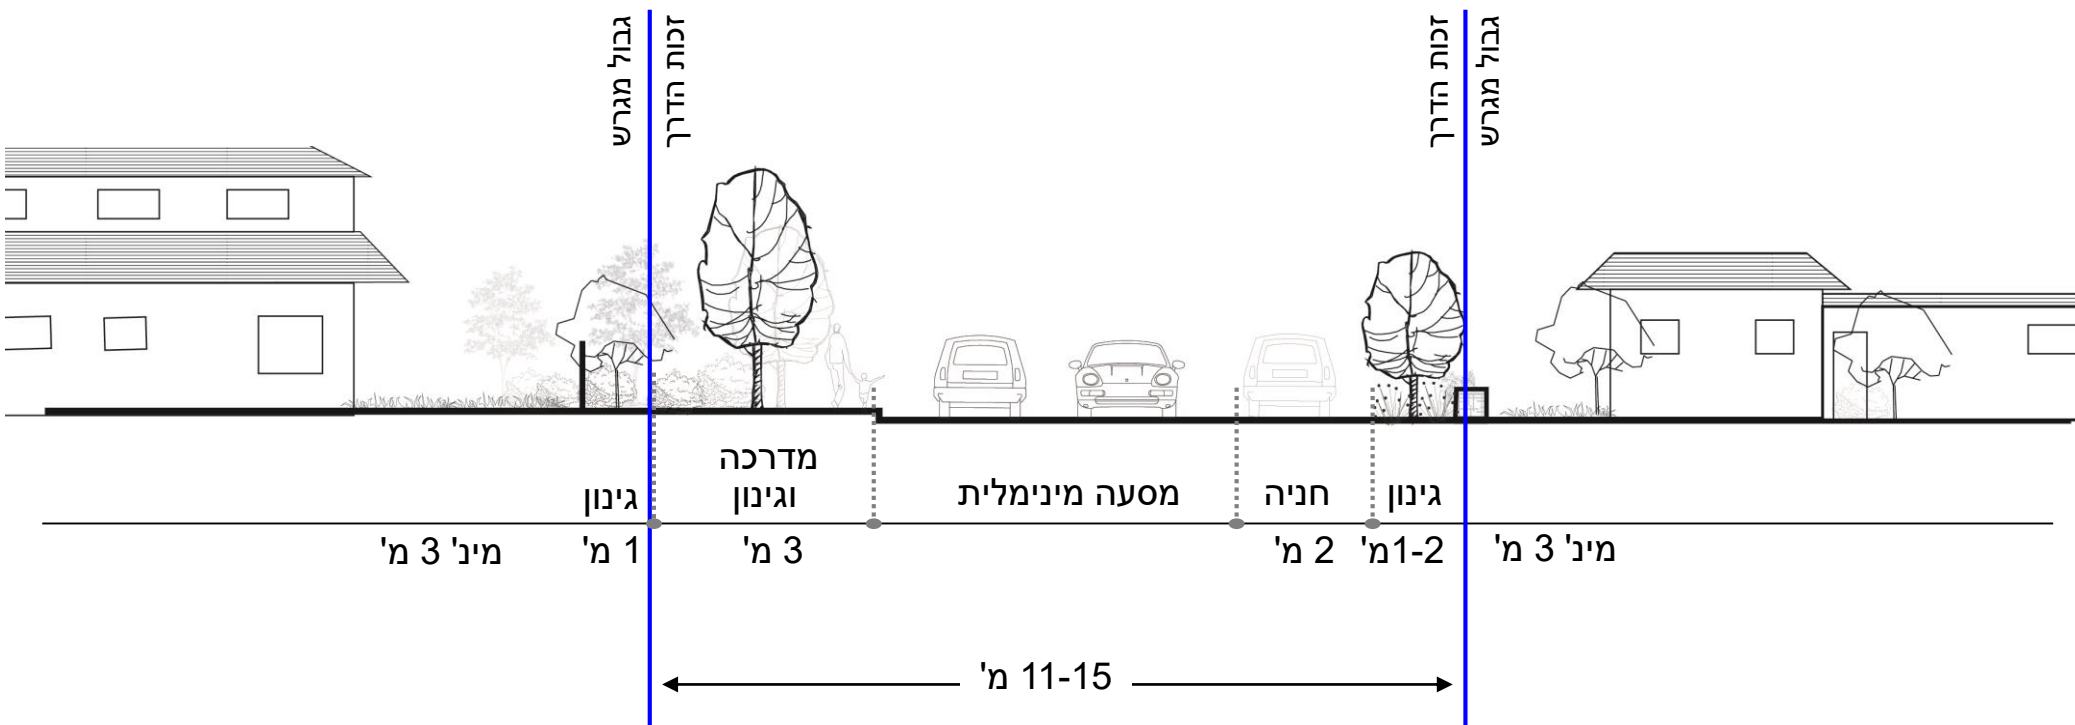 גבול מגרש
זכות הדרך
זכות הדרך
גבול מגרש
גינון
מדרכה
וגינון
מסעה מינימלית
חניה
גינון
מינ' 3 מ'
1 מ'
3 מ'
2 מ'
1-2מ'
מינ' 3 מ'
11-15 מ'